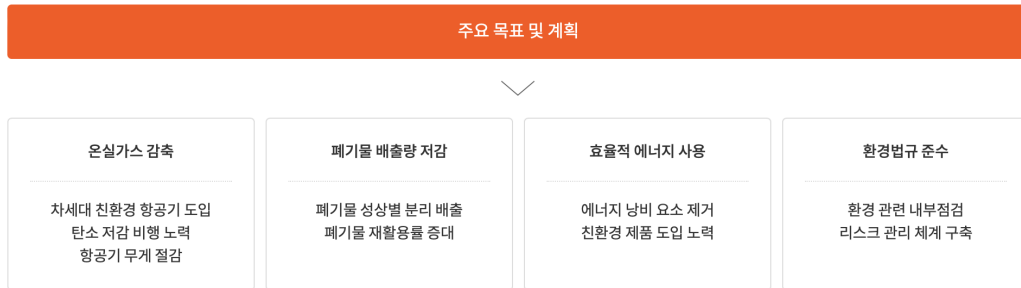 주요 목표 및 계획
온실가스 감축
차세대 친환경 항공기 도입
탄소 저감 비행 노력
항공기 무게 절감
폐기물 배출량 저감
폐기물 성상별 분리 배출
폐기물 재활용률 증대
효율적 에너지 사용
에너지 낭비 요소 제거
친환경 제품 도입 노력
환경법규 준수
환경 관련 내부점검
리스크 관리 체계 구축